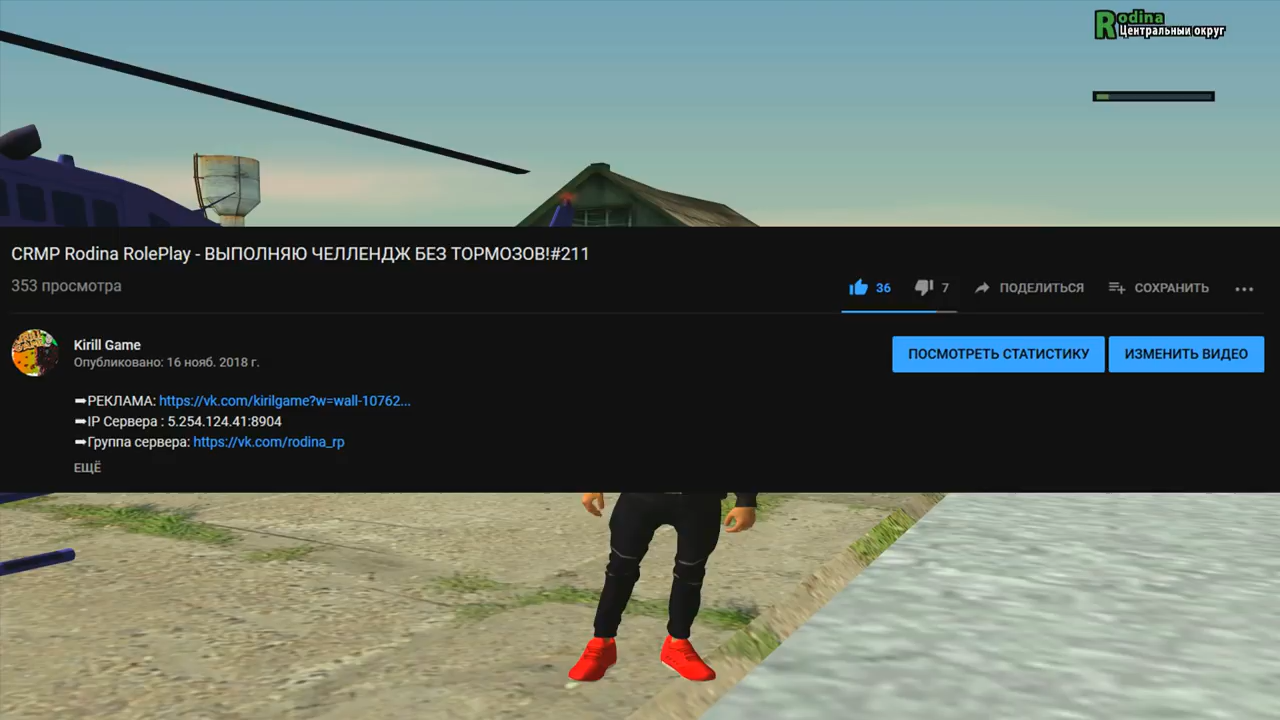 Rodina
Центральный округ
CRMP Rodina RolePlay - ВЫПОЛНЯЮ ЧЕЛЛЕНДЖ БЕЗ ТОРМОЗОВ!#211
353 просмотра
36 7 ПОДЕЛИТЬСЯ СОХРАНИТЬ
Kirill Game
Опубликовано: 16 нояб. 2018 г.
ПОСМОТРЕТЬ СТАТИСТИКУ ИЗМЕНИТЬ ВИДЕО
➡РЕКЛАМА: https://vk.com/kirilgame?w=wall-10762...
➡IP Сервера : 5.254.124.41:8904
➡Группа сервера: https://vk.com/rodina_rp
ЕЩЁ